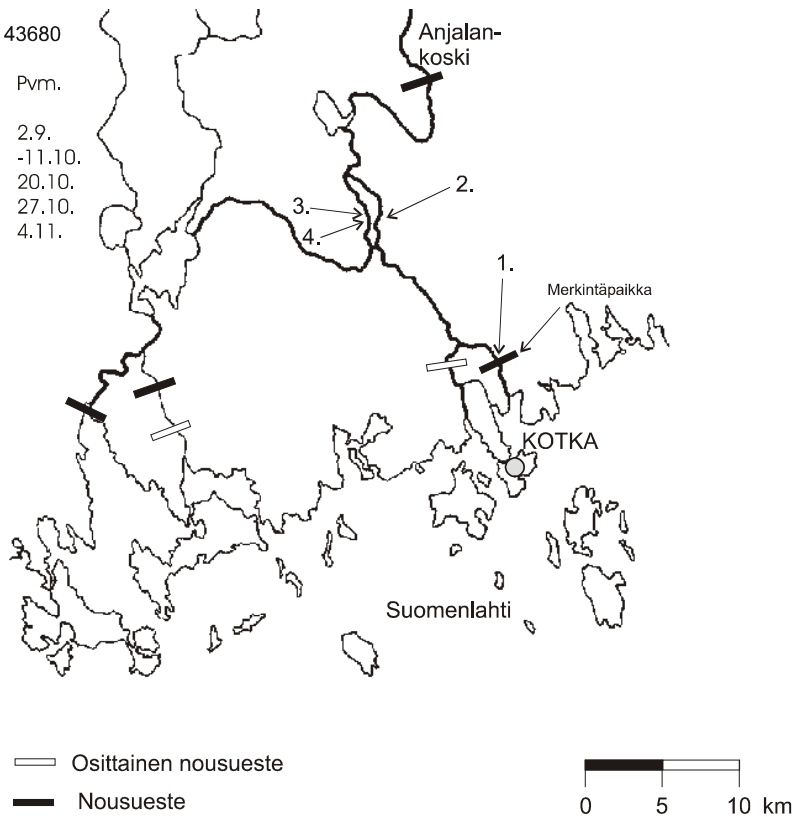 43680
Pvm.
2.9.
-11.10.
20.10.
27.10.
4.11.
Anjalan-
koski
2.
3.
4.
1.
Merkintäpaikka
KOTKA
Suomenlahti
Osittainen nousueste
Nousueste
0 5 10 km